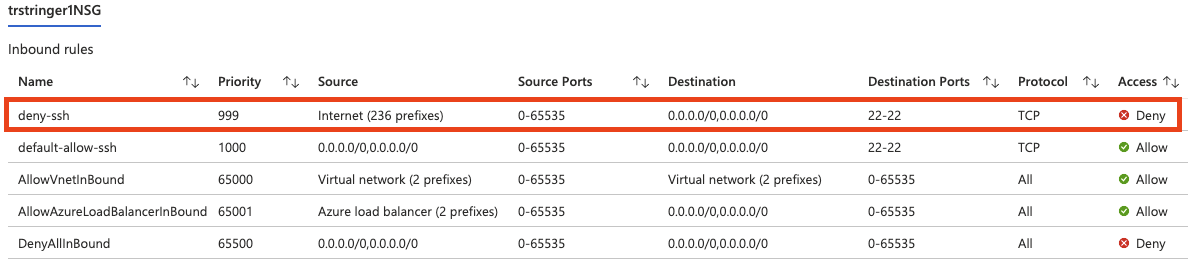 trstringer1NSG
Inbound rules
Name Priority Source Source Ports Destination Destination Ports Protocol Access
deny-ssh 999 Internet (236 prefixes) 0-65535 0.0.0.0/0,0.0.0.0/0 22-22 TCP Deny
default-allow-ssh 1000 0.0.0.0/0,0.0.0.0/0 0-65535 0.0.0.0/0,0.0.0.0/0 22-22 TCP Allow
AllowVnetInBound 65000 Virtual network (2 prefixes) 0-65535 Virtual network (2 prefixes) 0-65535 All Allow
AllowAzureLoadBalancerInBound 65001 Azure load balancer (2 prefixes) 0-65535 0.0.0.0/0,0.0.0.0/0 0-65535 All Allow
DenyAllInBound 65500 0.0.0.0/0,0.0.0.0/0 0-65535 0.0.0.0/0,0.0.0.0/0 0-65535 All Deny